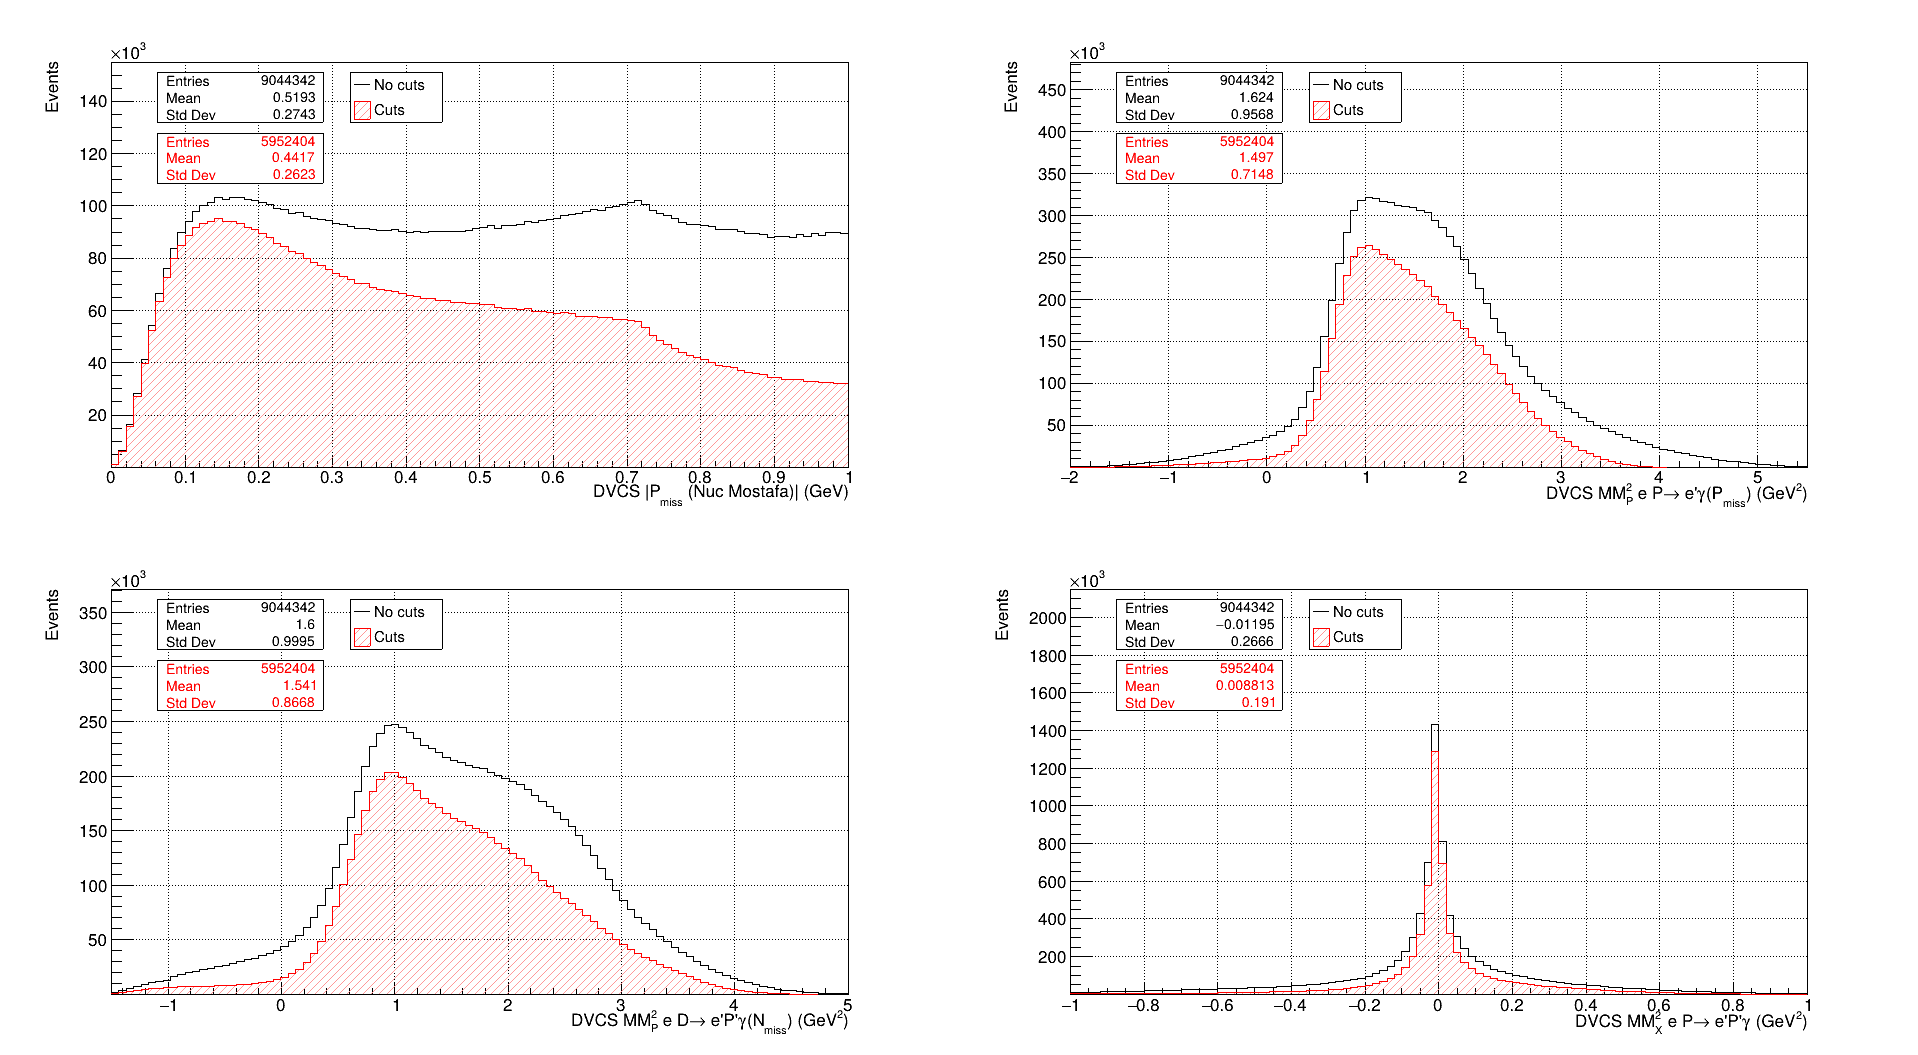 ×10³
Events
140
120
100
80
60
40
20
0 0.1 0.2 0.3 0.4 0.5 0.6 0.7 0.8 0.9 1
DVCS |P_miss (Nuc Mostafa)| (GeV)
Entries 9044342
Mean 0.5193
Std Dev 0.2743
Entries 5952404
Mean 0.4417
Std Dev 0.2623
No cuts
Cuts
×10³
Events
450
400
350
300
250
200
150
100
50
−2 −1 0 1 2 3 4 5
DVCS MM²_P e P→ e'γ(P_miss) (GeV²)
Entries 9044342
Mean 1.624
Std Dev 0.9568
Entries 5952404
Mean 1.497
Std Dev 0.7148
No cuts
Cuts
×10³
Events
350
300
250
200
150
100
50
−1 0 1 2 3 4 5
DVCS MM²_P e D→ e'P'γ(N_miss) (GeV²)
Entries 9044342
Mean 1.6
Std Dev 0.9995
Entries 5952404
Mean 1.541
Std Dev 0.8668
No cuts
Cuts
×10³
Events
2000
1800
1600
1400
1200
1000
800
600
400
200
−1 −0.8 −0.6 −0.4 −0.2 0 0.2 0.4 0.6 0.8 1
DVCS MM²_X e P→ e'P'γ (GeV²)
Entries 9044342
Mean −0.01195
Std Dev 0.2666
Entries 5952404
Mean 0.008813
Std Dev 0.191
No cuts
Cuts